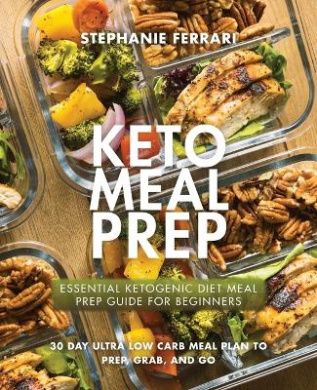 STEPHANIE FERRARI
KETO
MEAL
PREP
ESSENTIAL KETOGENIC DIET MEAL
PREP GUIDE FOR BEGINNERS
30 DAY ULTRA LOW CARB MEAL PLAN TO
PREP, GRAB, AND GO